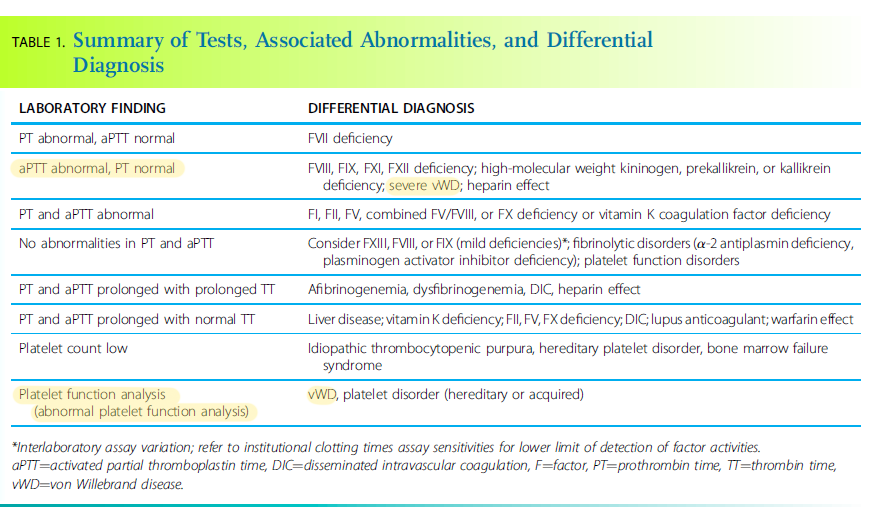 TABLE 1. Summary of Tests, Associated Abnormalities, and Differential
Diagnosis
LABORATORY FINDING DIFFERENTIAL DIAGNOSIS
PT abnormal, aPTT normal FVII deficiency
aPTT abnormal, PT normal FVIII, FIX, FXI, FXII deficiency; high-molecular weight kininogen, prekallikrein, or kallikrein
deficiency; severe vWD; heparin effect
PT and aPTT abnormal FI, FII, FV, combined FV/FVIII, or FX deficiency or vitamin K coagulation factor deficiency
No abnormalities in PT and aPTT Consider FXIII, FVIII, or FIX (mild deficiencies)*; fibrinolytic disorders (α-2 antiplasmin deficiency,
plasminogen activator inhibitor deficiency); platelet function disorders
PT and aPTT prolonged with prolonged TT Afibrinogenemia, dysfibrinogenemia, DIC, heparin effect
PT and aPTT prolonged with normal TT Liver disease; vitamin K deficiency; FII, FV, FX deficiency; DIC; lupus anticoagulant; warfarin effect
Platelet count low Idiopathic thrombocytopenic purpura, hereditary platelet disorder, bone marrow failure
syndrome
Platelet function analysis vWD, platelet disorder (hereditary or acquired)
(abnormal platelet function analysis)
*Interlaboratory assay variation; refer to institutional clotting times assay sensitivities for lower limit of detection of factor activities.
aPTT=activated partial thromboplastin time, DIC=disseminated intravascular coagulation, F=factor, PT=prothrombin time, TT=thrombin time,
vWD=von Willebrand disease.